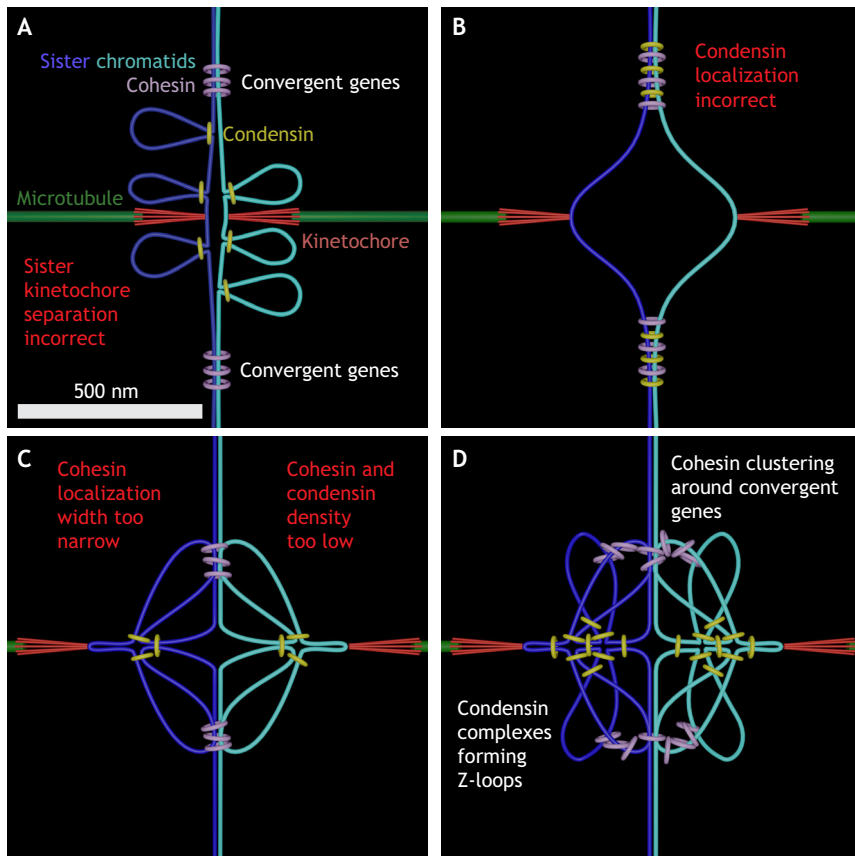 A
Sister chromatids
Cohesin
Convergent genes
Condensin
Microtubule
Kinetochore
Sister
kinetochore
separation
incorrect
Convergent genes
500 nm
B
Condensin
localization
incorrect
C
Cohesin
localization
width too
narrow
Cohesin and
condensin
density
too low
D
Cohesin clustering
around convergent
genes
Condensin
complexes
forming
Z-loops